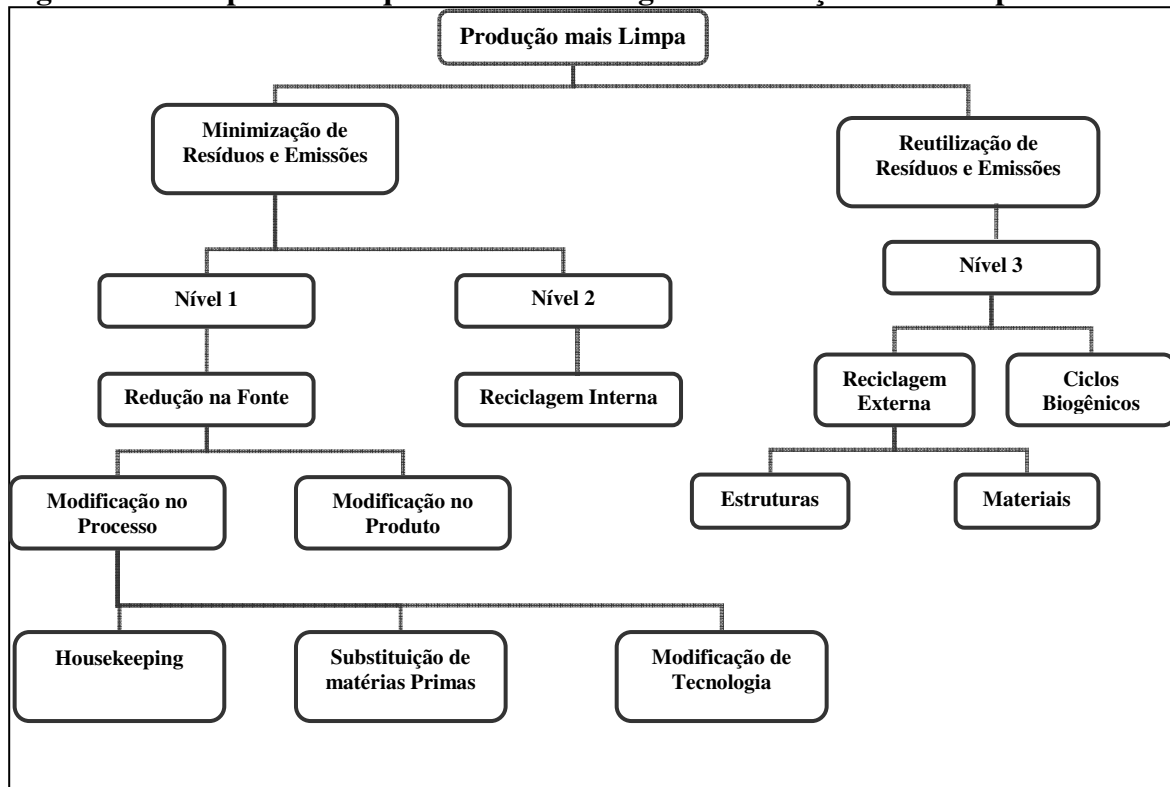 Produção mais Limpa
Minimização de
Resíduos e Emissões
Reutilização de
Resíduos e Emissões
Nível 1
Nível 2
Nível 3
Redução na Fonte
Reciclagem Interna
Reciclagem
Externa
Ciclos
Biogênicos
Modificação no
Processo
Modificação no
Produto
Estruturas
Materiais
Housekeeping
Substituição de
matérias Primas
Modificação de
Tecnologia